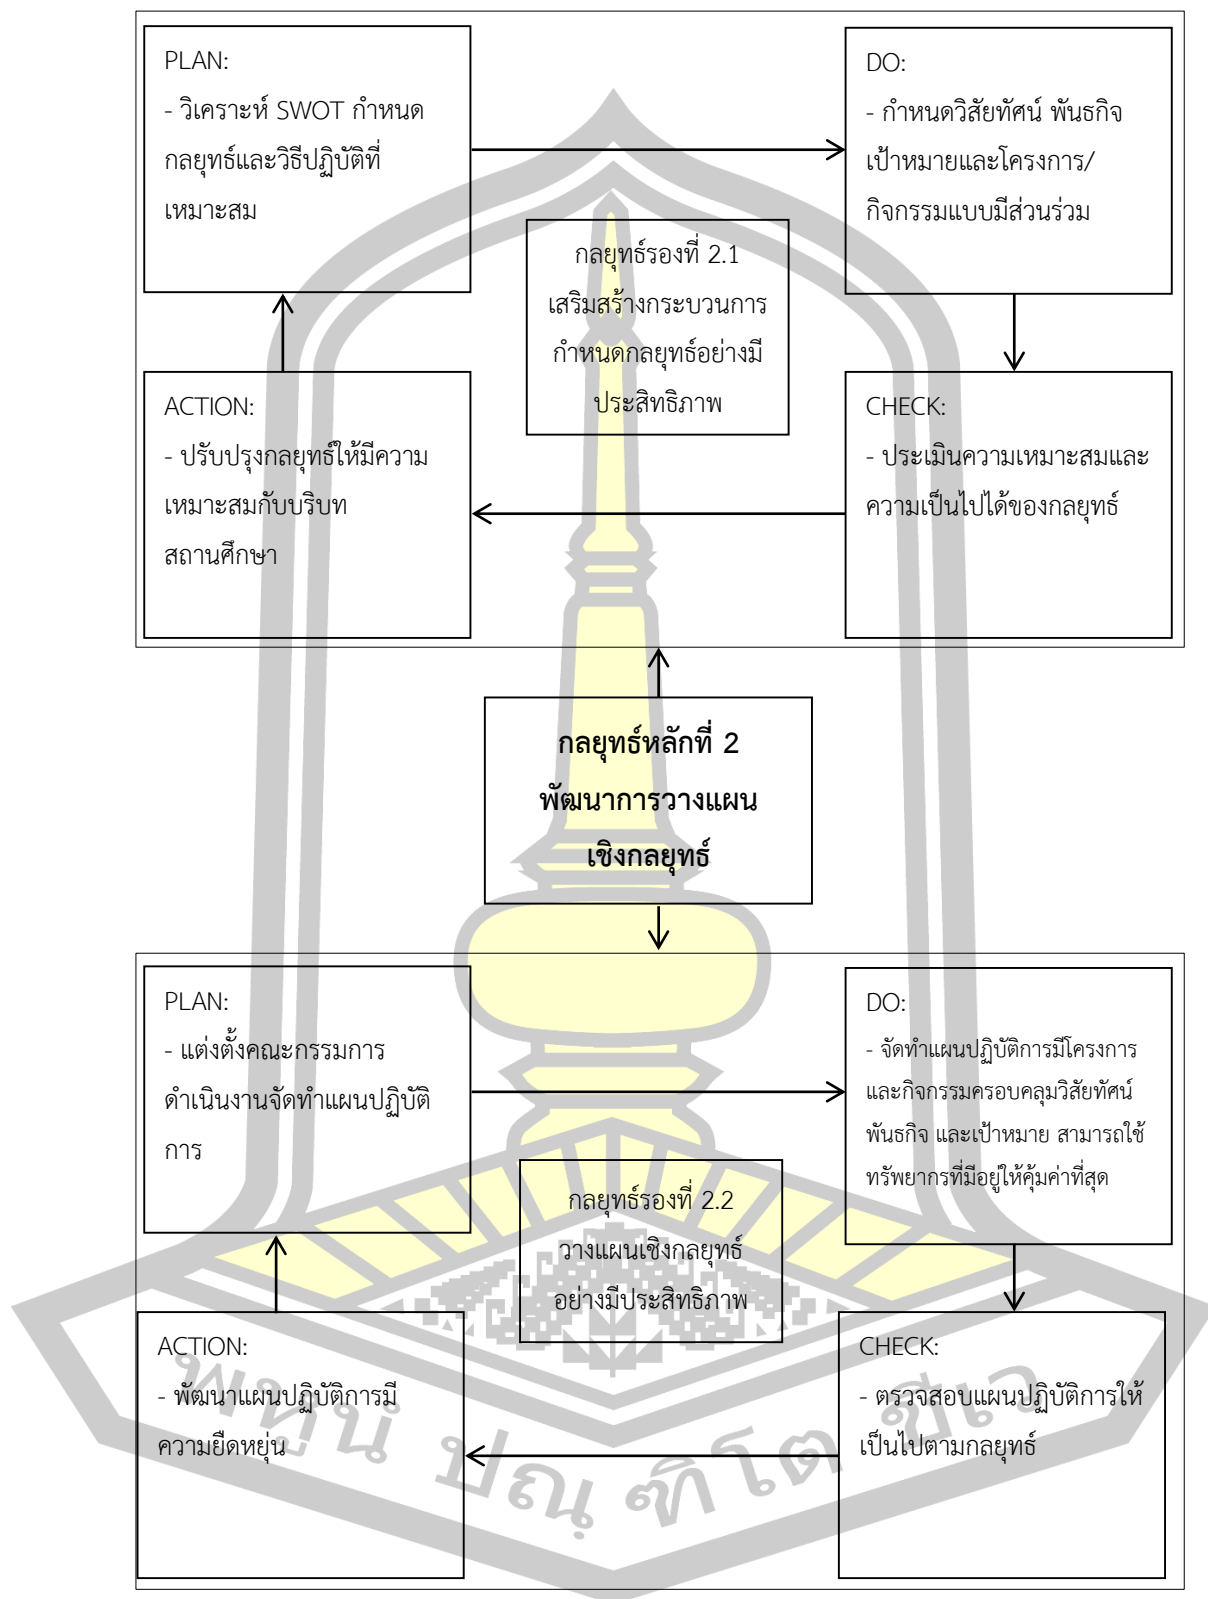 PLAN:
- วิเคราะห์ SWOT กำหนด
กลยุทธ์และวิธีปฏิบัติที่
เหมาะสม
DO:
- กำหนดวิสัยทัศน์ พันธกิจ
เป้าหมายและโครงการ/
กิจกรรมแบบมีส่วนร่วม
กลยุทธ์รองที่ 2.1
เสริมสร้างกระบวนการ
กำหนดกลยุทธ์อย่างมี
ประสิทธิภาพ
ACTION:
- ปรับปรุงกลยุทธ์ให้มีความ
เหมาะสมกับบริบท
สถานศึกษา
CHECK:
- ประเมินความเหมาะสมและ
ความเป็นไปได้ของกลยุทธ์
กลยุทธ์หลักที่ 2
พัฒนาการวางแผน
เชิงกลยุทธ์
PLAN:
- แต่งตั้งคณะกรรมการ
ดำเนินงานจัดทำแผนปฏิบัติ
การ
DO:
- จัดทำแผนปฏิบัติการมีโครงการ
และกิจกรรมครอบคลุมวิสัยทัศน์
พันธกิจ และเป้าหมาย สามารถใช้
ทรัพยากรที่มีอยู่ให้คุ้มค่าที่สุด
กลยุทธ์รองที่ 2.2
วางแผนเชิงกลยุทธ์
อย่างมีประสิทธิภาพ
ACTION:
- พัฒนาแผนปฏิบัติการมี
ความยืดหยุ่น
CHECK:
- ตรวจสอบแผนปฏิบัติการให้
เป็นไปตามกลยุทธ์
พหูนํ ปณฺฑิโต ชีเว